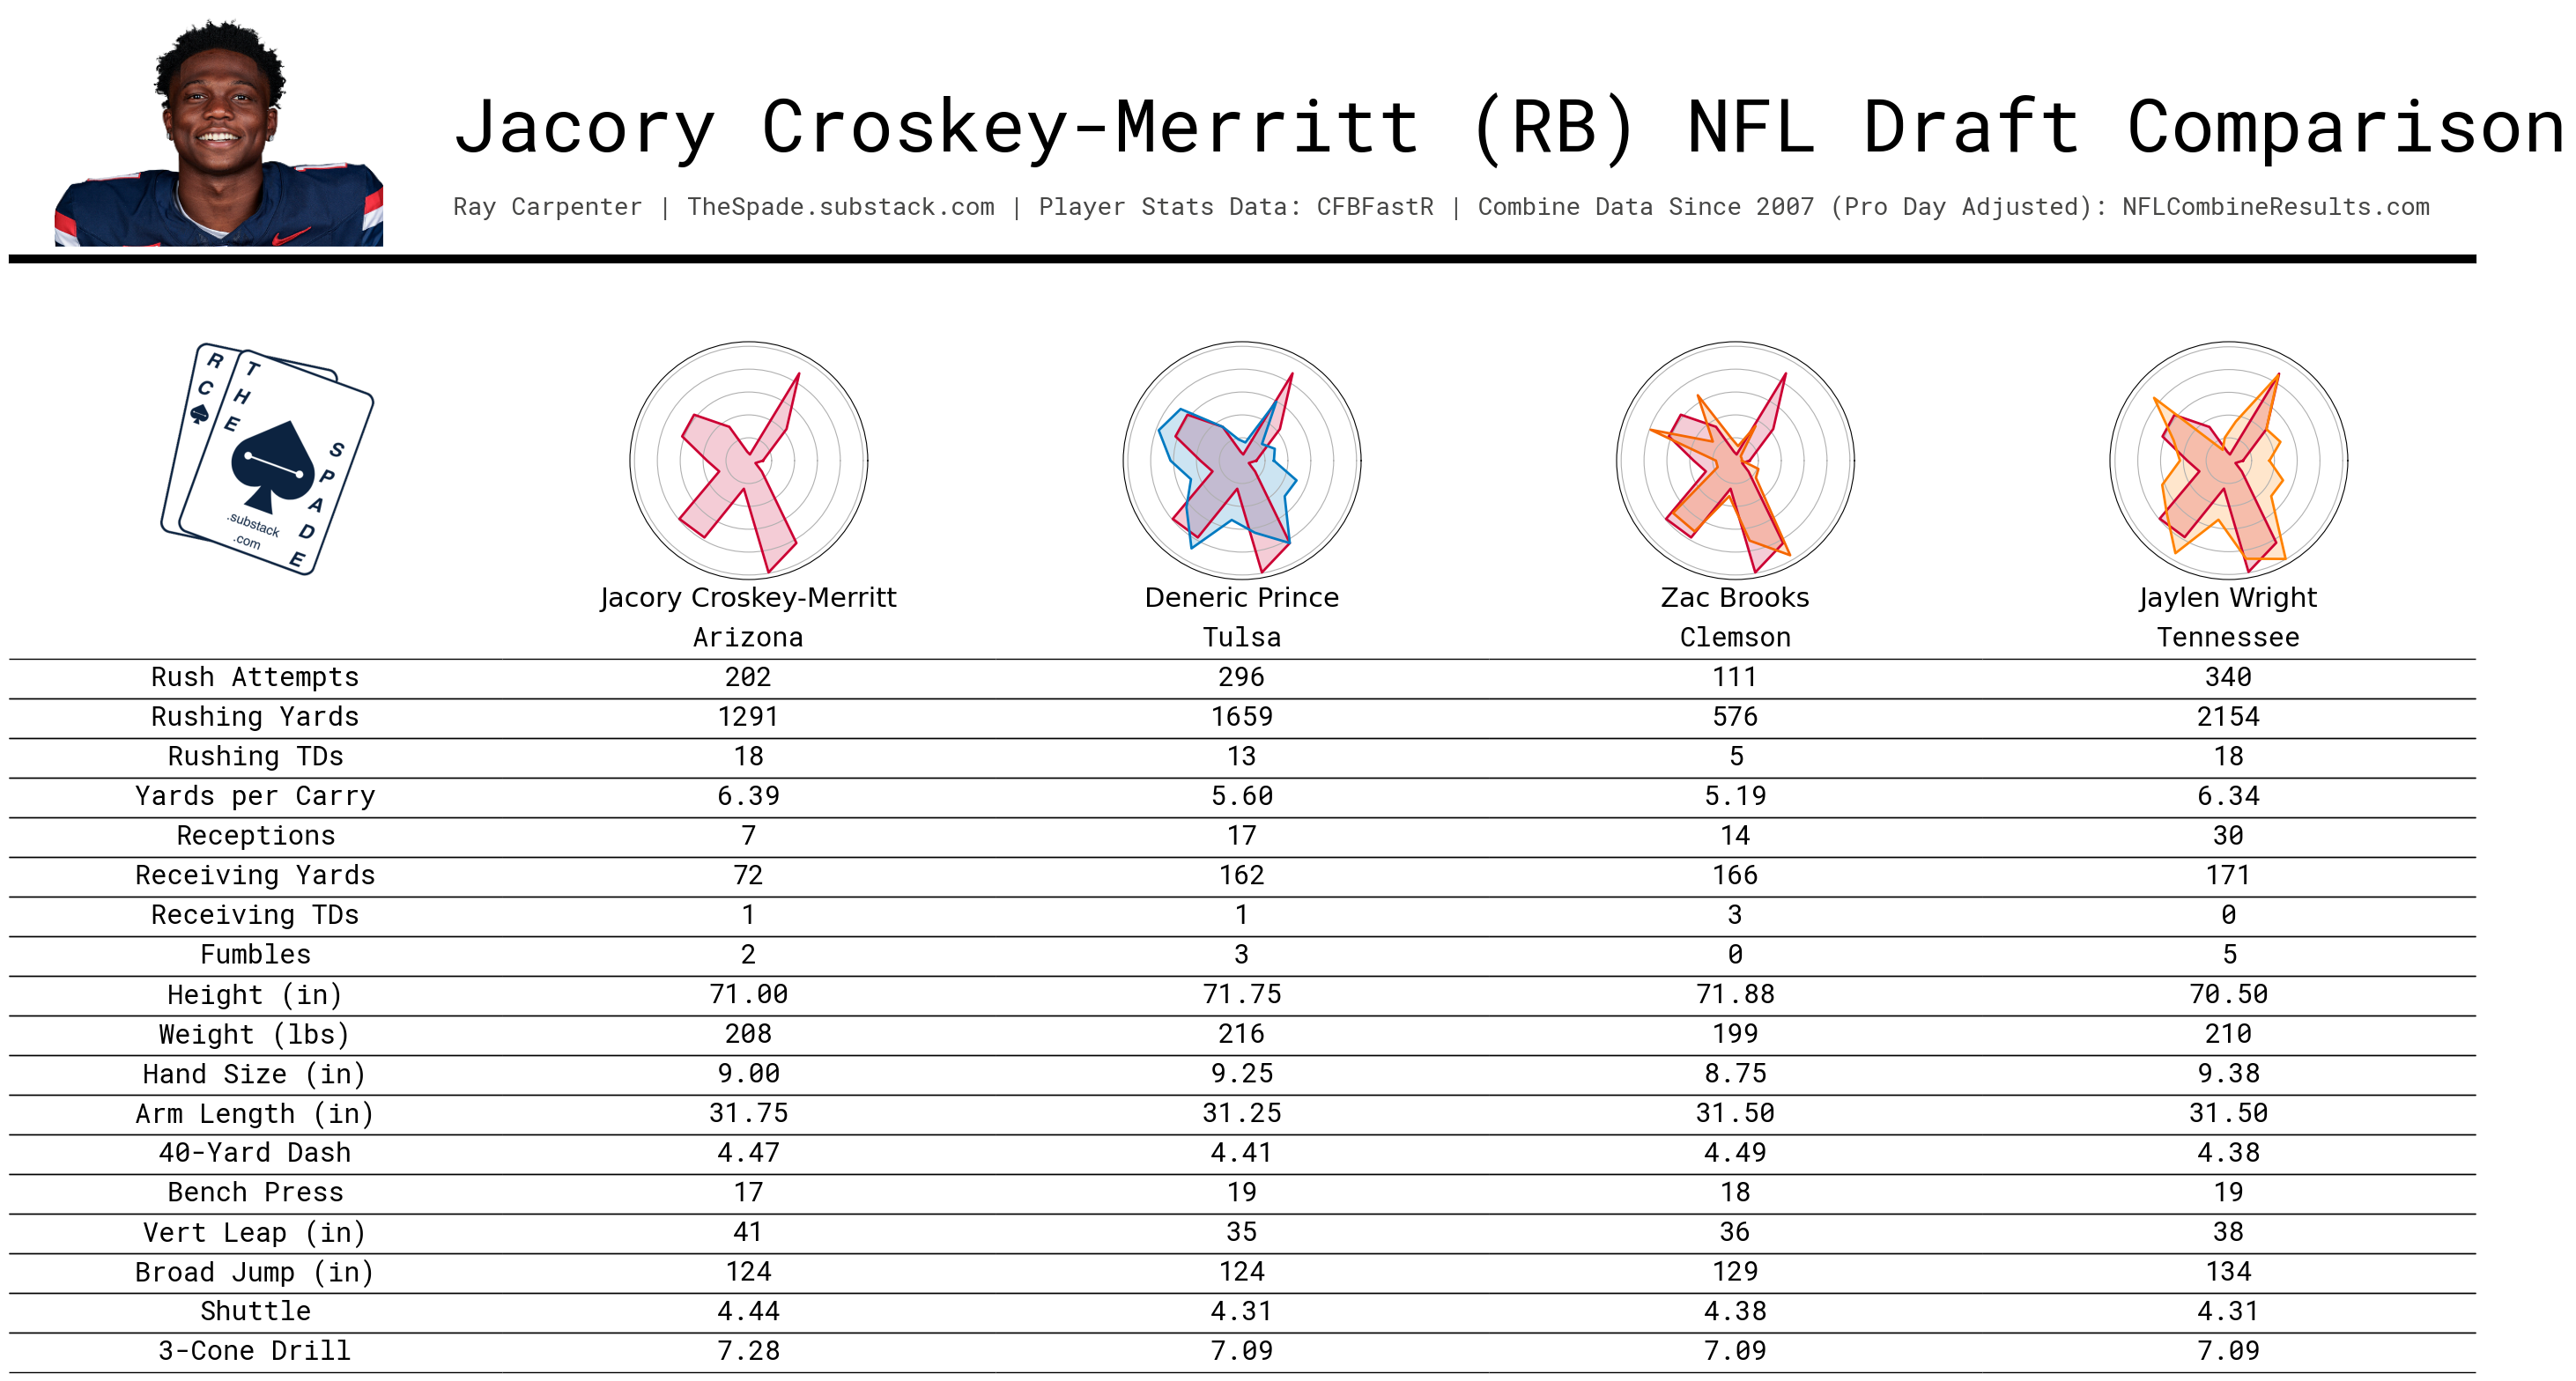 Jacory Croskey-Merritt (RB) NFL Draft Comparison
Ray Carpenter | TheSpade.substack.com | Player Stats Data: CFBFastR | Combine Data Since 2007 (Pro Day Adjusted): NFLCombineResults.com
R C
THE
SPADE
.substack
.com
Jacory Croskey-Merritt Deneric Prince Zac Brooks Jaylen Wright
Arizona Tulsa Clemson Tennessee
Rush Attempts 202 296 111 340
Rushing Yards 1291 1659 576 2154
Rushing TDs 18 13 5 18
Yards per Carry 6.39 5.60 5.19 6.34
Receptions 7 17 14 30
Receiving Yards 72 162 166 171
Receiving TDs 1 1 3 0
Fumbles 2 3 0 5
Height (in) 71.00 71.75 71.88 70.50
Weight (lbs) 208 216 199 210
Hand Size (in) 9.00 9.25 8.75 9.38
Arm Length (in) 31.75 31.25 31.50 31.50
40-Yard Dash 4.47 4.41 4.49 4.38
Bench Press 17 19 18 19
Vert Leap (in) 41 35 36 38
Broad Jump (in) 124 124 129 134
Shuttle 4.44 4.31 4.38 4.31
3-Cone Drill 7.28 7.09 7.09 7.09